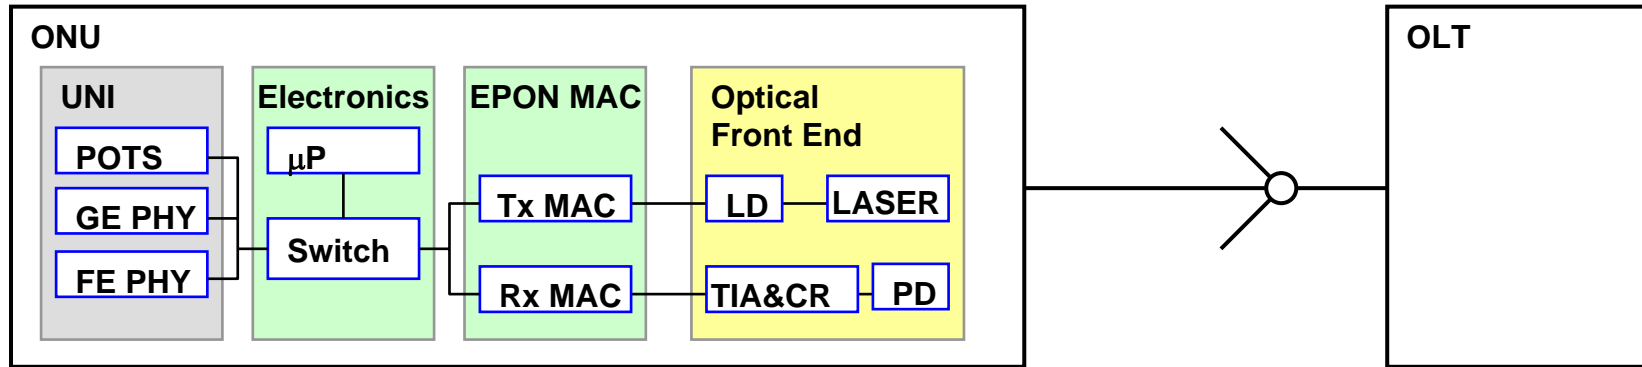 ONU
OLT
UNI
POTS
GE PHY
FE PHY
Electronics
μP
Switch
EPON MAC
Tx MAC
Rx MAC
Optical
Front End
LD
LASER
TIA&CR
PD